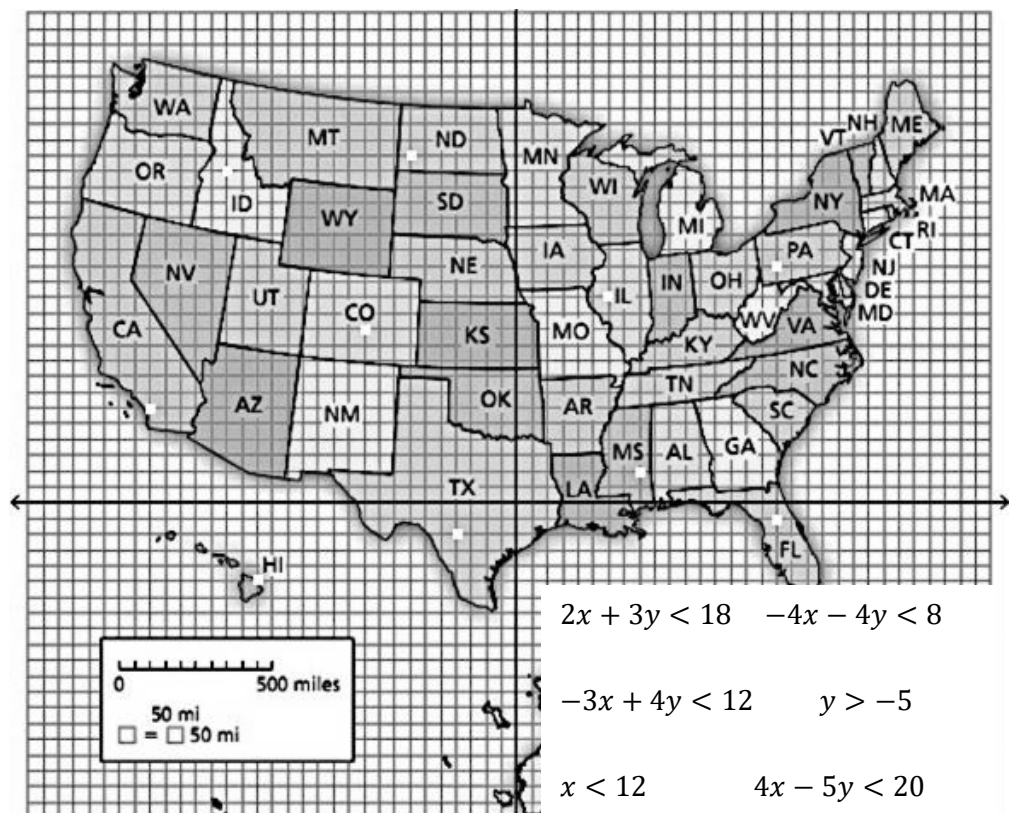 WA
MT
ND
MN
VT NH ME
OR
ID
WY
SD
WI
MI
NY
MA
RI
CT
IA
PA
NV
NE
IL
IN
OH
NJ
UT
CO
DE
CA
KS
MO
WV
VA
MD
KY
NC
AZ
NM
OK
AR
TN
SC
MS
AL
GA
TX
LA
FL
HI
2x + 3y < 18 −4x − 4y < 8
−3x + 4y < 12 y > −5
x < 12 4x − 5y < 20
0 500 miles
50 mi
□ = □ 50 mi